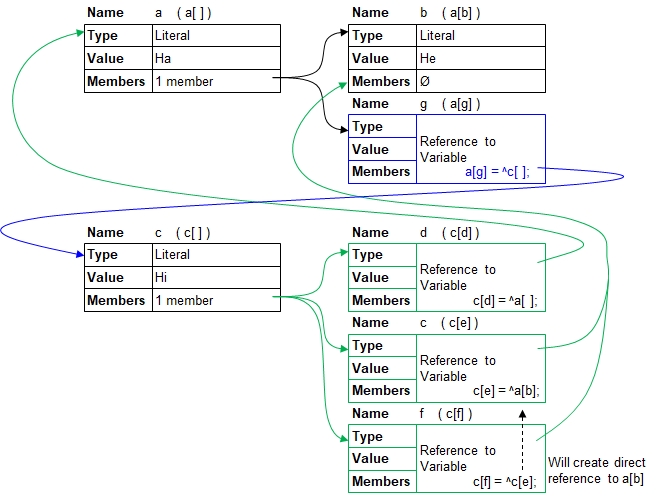 Name a ( a[ ] )
Type Literal
Value Ha
Members 1 member
Name b ( a[b] )
Type Literal
Value He
Members Ø
Name g ( a[g] )
Type
Value
Members
Reference to
Variable
a[g] = ^c[ ];
Name c ( c[ ] )
Type Literal
Value Hi
Members 1 member
Name d ( c[d] )
Type
Value
Members
Reference to
Variable
c[d] = ^a[ ];
Name c ( c[e] )
Type
Value
Members
Reference to
Variable
c[e] = ^a[b];
Name f ( c[f] )
Type
Value
Members
Reference to
Variable
c[f] = ^c[e];
Will create direct
reference to a[b]